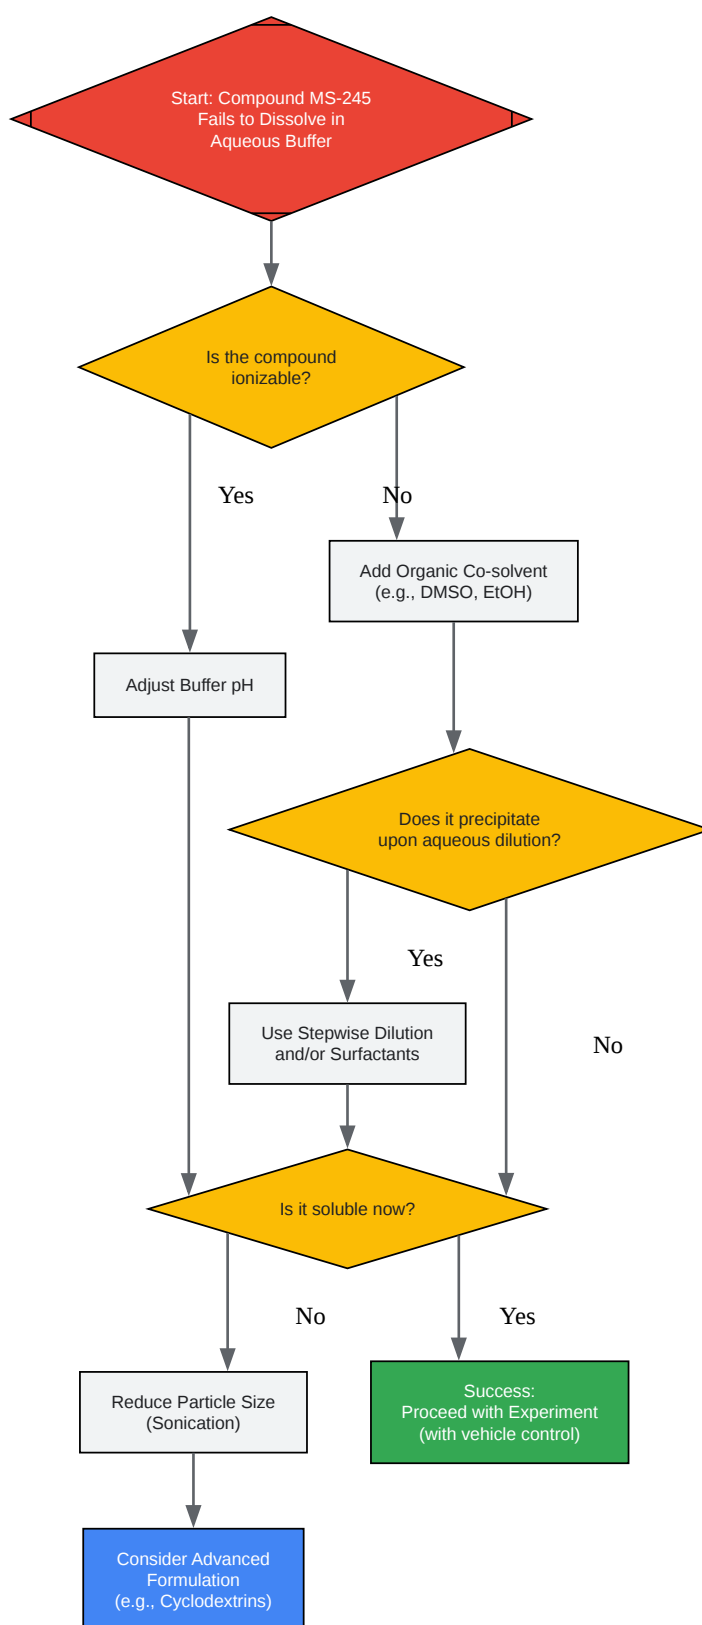 Start: Compound MS-245
Fails to Dissolve in
Aqueous Buffer
Is the compound
ionizable?
Yes
No
Add Organic Co-solvent
(e.g., DMSO, EtOH)
Adjust Buffer pH
Does it precipitate
upon aqueous dilution?
Yes
Use Stepwise Dilution
and/or Surfactants
No
Is it soluble now?
No
Yes
Reduce Particle Size
(Sonication)
Success:
Proceed with Experiment
(with vehicle control)
Consider Advanced
Formulation
(e.g., Cyclodextrins)